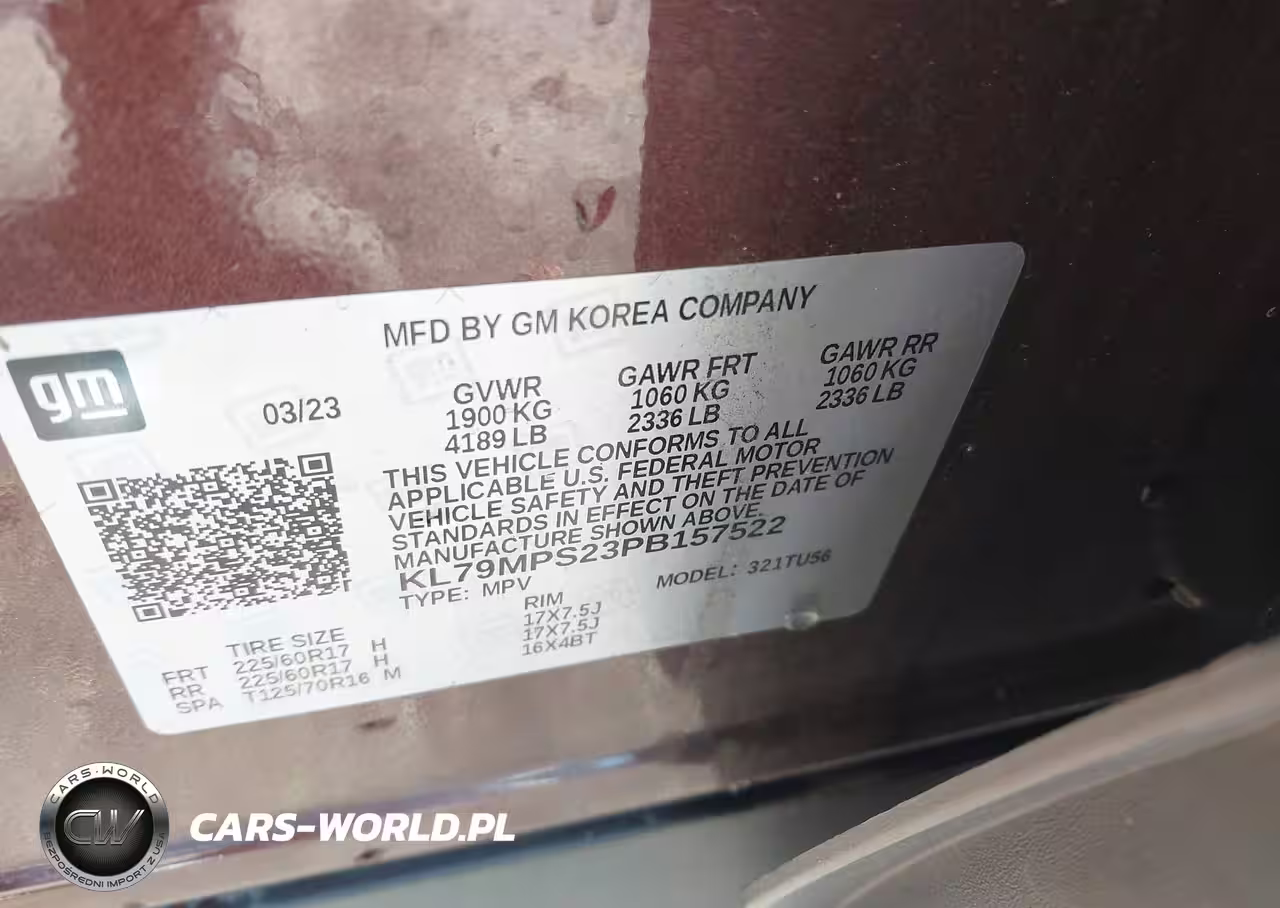 MFD BY GM KOREA COMPANY
gm
03/23
GVWR GAWR FRT GAWR RR
1900 KG 1060 KG 1060 KG
4189 LB 2336 LB 2336 LB
THIS VEHICLE CONFORMS TO ALL
APPLICABLE U.S. FEDERAL MOTOR
VEHICLE SAFETY AND THEFT PREVENTION
STANDARDS IN EFFECT ON THE DATE OF
MANUFACTURE SHOWN ABOVE.
KL79MPS23PB157522
TYPE: MPV MODEL: 321TU56
TIRE SIZE RIM
FRT 225/60R17 H 17X7.5J
RR 225/60R17 H 17X7.5J
SPA T125/70R16 M 16X4BT
CARS-WORLD
CW
BEZPOŚREDNI IMPORT Z USA
CARS-WORLD.PL